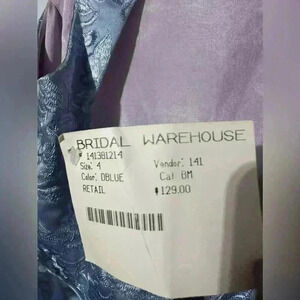 BRIDAL WAREHOUSE
# 141381214
Size: 4 Vendor: 141
Color: DBLUE Cat BM
RETAIL $129.00